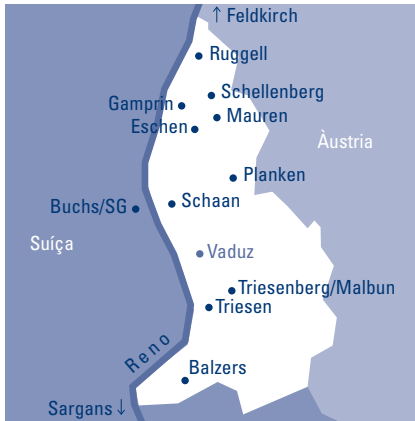 ↑ Feldkirch
Ruggell
Schellenberg
Gamprin
Mauren
Eschen
Àustria
Planken
Schaan
Buchs/SG
Suíça
Vaduz
Triesenberg/Malbun
Triesen
Reno
Balzers
Sargans ↓